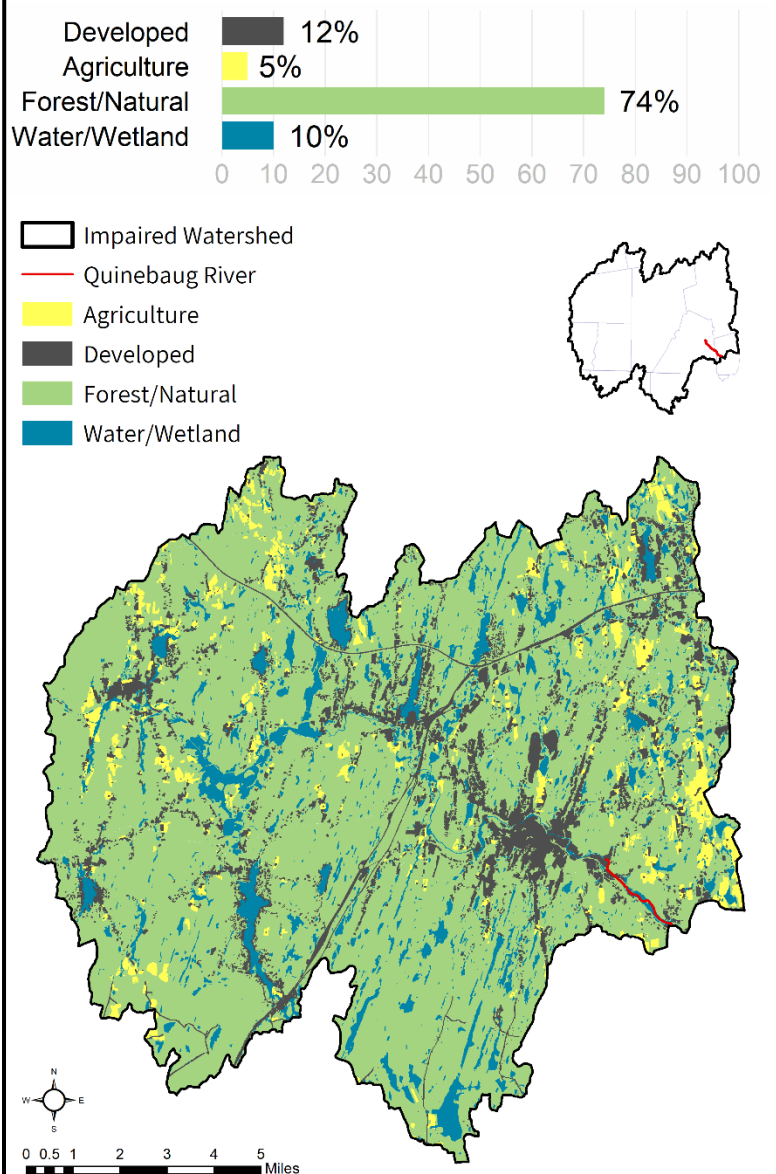 Developed 12%
Agriculture 5%
Forest/Natural 74%
Water/Wetland 10%
0 10 20 30 40 50 60 70 80 90 100
Impaired Watershed
Quinebaug River
Agriculture
Developed
Forest/Natural
Water/Wetland
N
W E
S
0 0.5 1 2 3 4 5
Miles